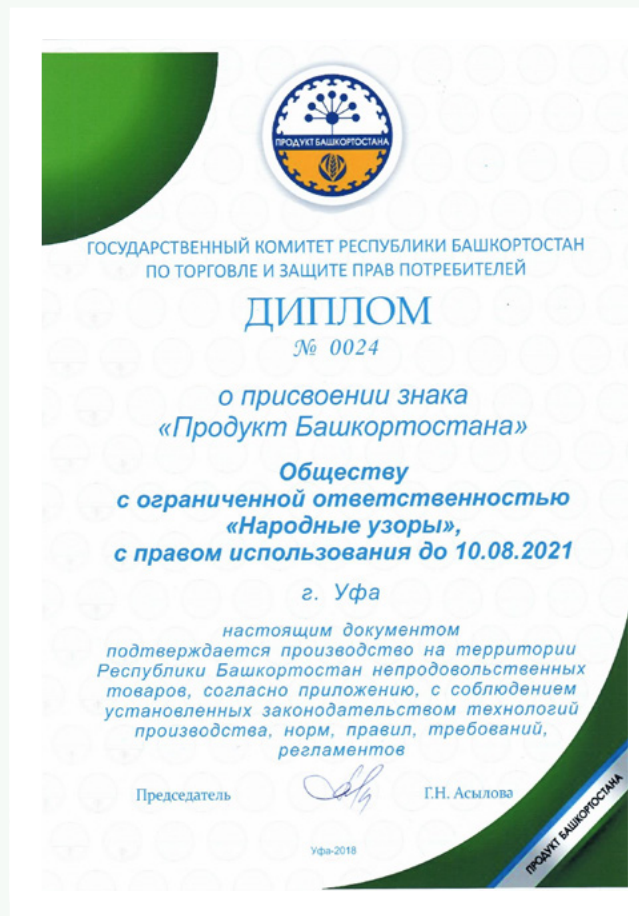 ПРОДУКТ БАШКОРТОСТАНА
ГОСУДАРСТВЕННЫЙ КОМИТЕТ РЕСПУБЛИКИ БАШКОРТОСТАН
ПО ТОРГОВЛЕ И ЗАЩИТЕ ПРАВ ПОТРЕБИТЕЛЕЙ
ДИПЛОМ
№ 0024
о присвоении знака
«Продукт Башкортостана»
Обществу
с ограниченной ответственностью
«Народные узоры»,
с правом использования до 10.08.2021
г. Уфа
настоящим документом
подтверждается производство на территории
Республики Башкортостан непродовольственных
товаров, согласно приложению, с соблюдением
установленных законодательством технологий
производства, норм, правил, требований,
регламентов
Председатель Г.Н. Асылова
Уфа-2018
ПРОДУКТ БАШКОРТОСТАНА